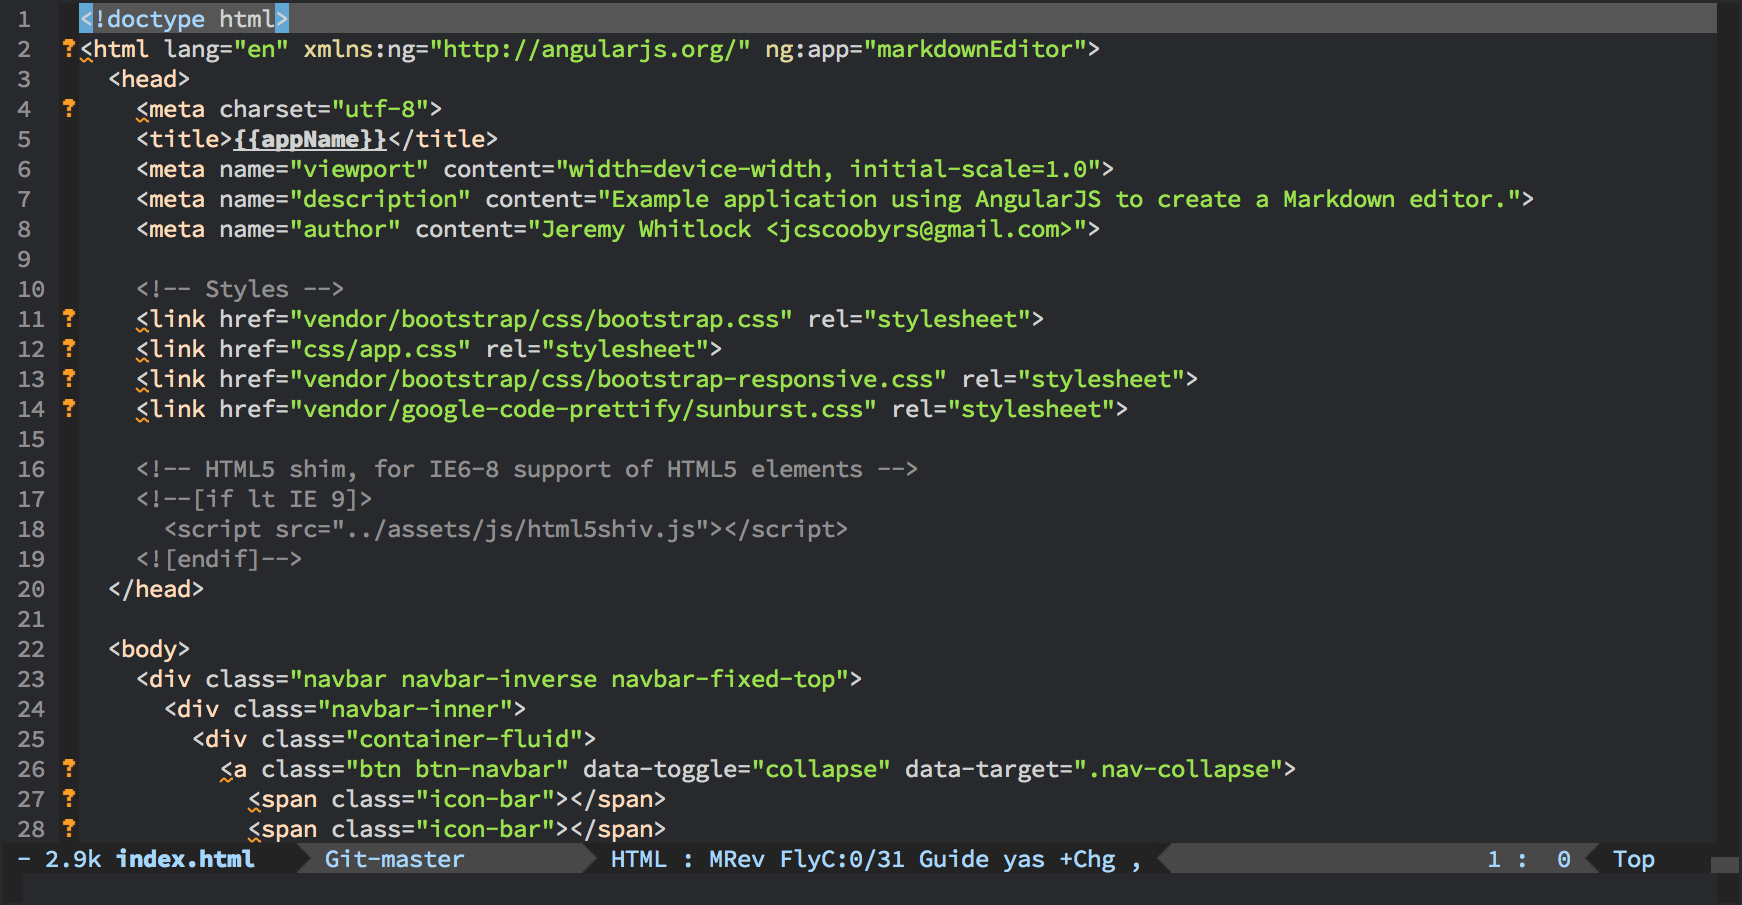 1 <!doctype html>
2 ?<html lang="en" xmlns:ng="http://angularjs.org/" ng:app="markdownEditor">
3 <head>
4 ? <meta charset="utf-8">
5 <title>{{appName}}</title>
6 <meta name="viewport" content="width=device-width, initial-scale=1.0">
7 <meta name="description" content="Example application using AngularJS to create a Markdown editor.">
8 <meta name="author" content="Jeremy Whitlock <jcscoobyrs@gmail.com>">
9
10 <!-- Styles -->
11 ? <link href="vendor/bootstrap/css/bootstrap.css" rel="stylesheet">
12 ? <link href="css/app.css" rel="stylesheet">
13 ? <link href="vendor/bootstrap/css/bootstrap-responsive.css" rel="stylesheet">
14 ? <link href="vendor/google-code-prettify/sunburst.css" rel="stylesheet">
15
16 <!-- HTML5 shim, for IE6-8 support of HTML5 elements -->
17 <!--[if lt IE 9]>
18 <script src="../assets/js/html5shiv.js"></script>
19 <![endif]-->
20 </head>
21
22 <body>
23 <div class="navbar navbar-inverse navbar-fixed-top">
24 <div class="navbar-inner">
25 <div class="container-fluid">
26 ? <a class="btn btn-navbar" data-toggle="collapse" data-target=".nav-collapse">
27 ? <span class="icon-bar"></span>
28 ? <span class="icon-bar"></span>
- 2.9k index.html Git-master HTML : MRev FlyC:0/31 Guide yas +Chg , 1 : 0 Top